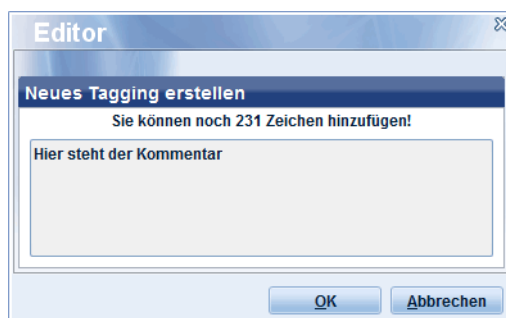 Editor
Neues Tagging erstellen
Sie können noch 231 Zeichen hinzufügen!
Hier steht der Kommentar
OK Abbrechen